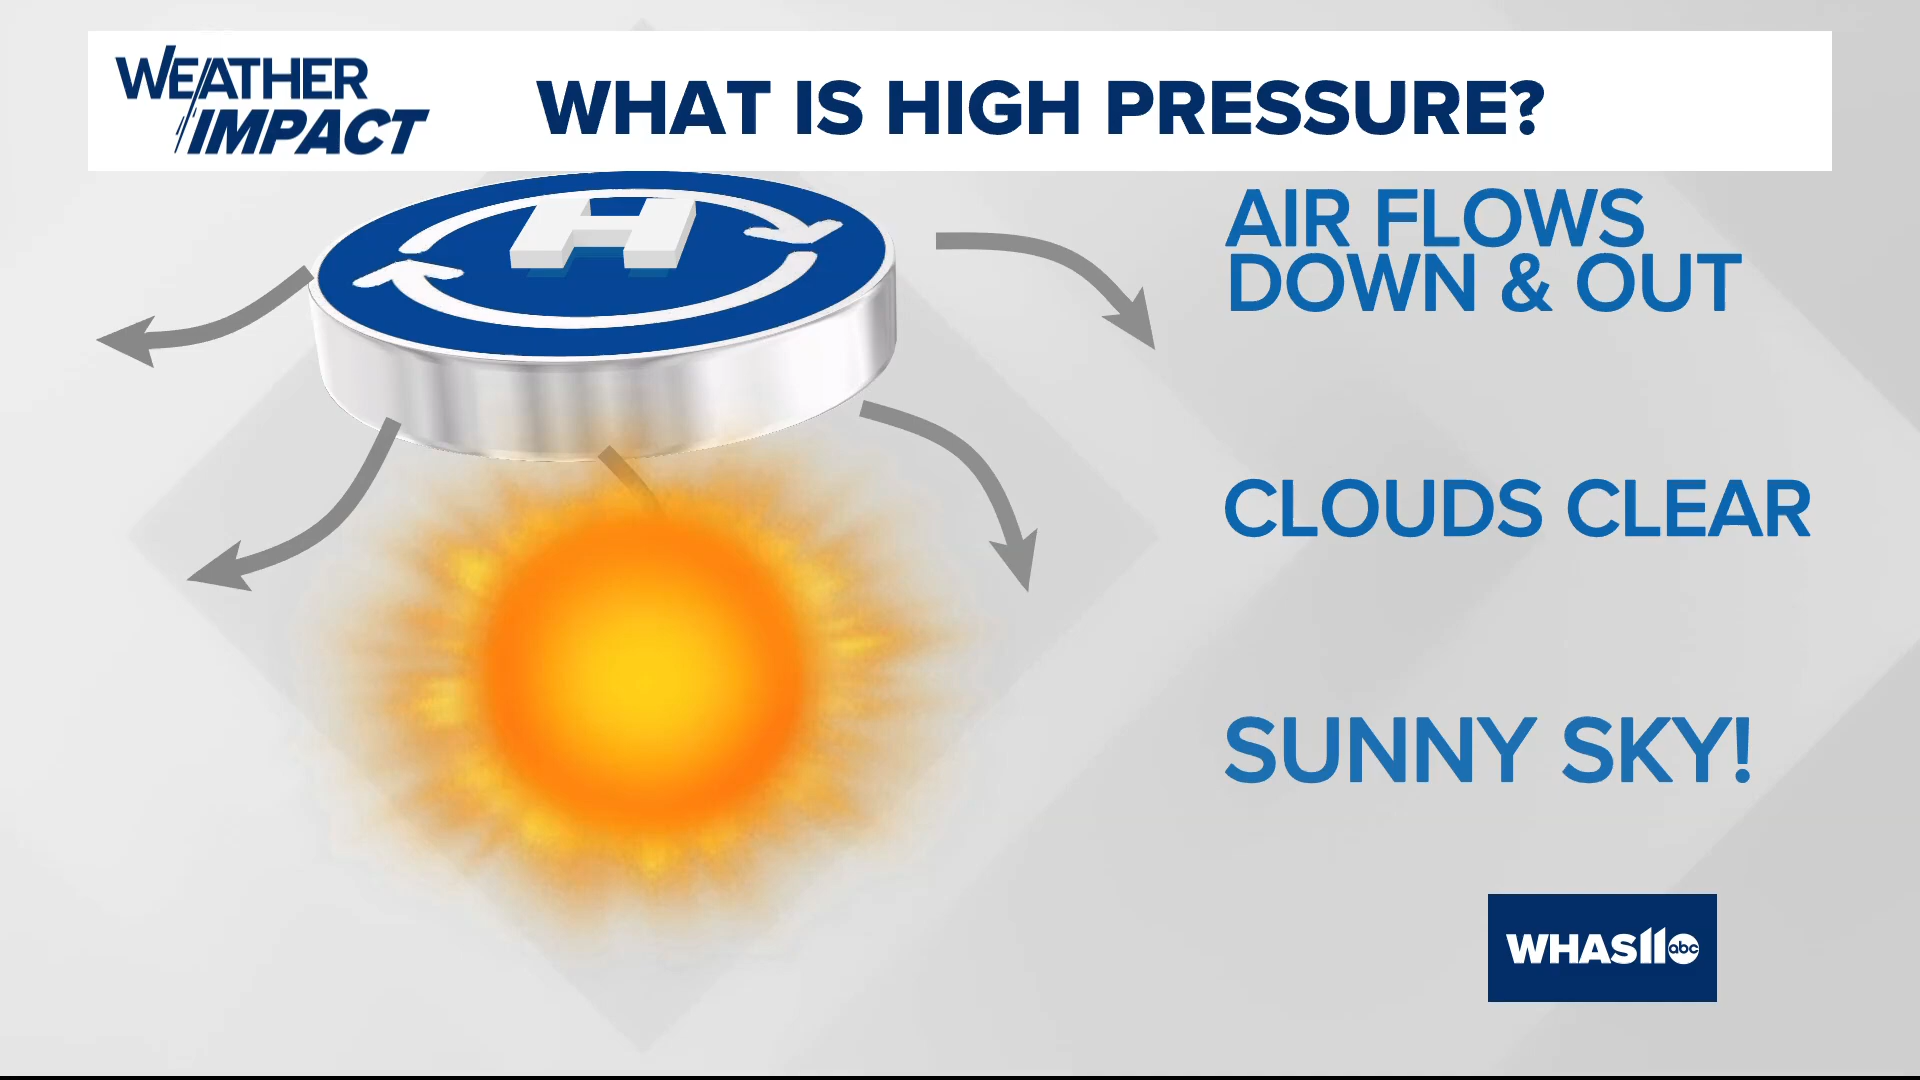 WEATHER
IMPACT
WHAT IS HIGH PRESSURE?
H
AIR FLOWS
DOWN & OUT
CLOUDS CLEAR
SUNNY SKY!
WHAS11 abc